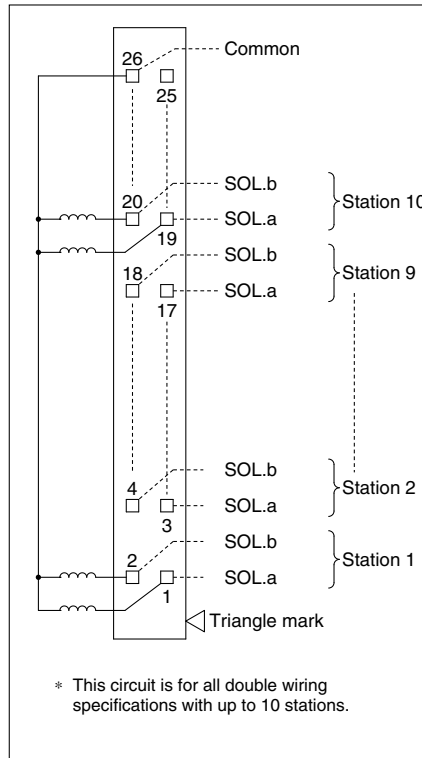 26 Common
25
20 SOL.b
SOL.a Station 10
19
18 SOL.b
SOL.a Station 9
17
4 SOL.b
SOL.a Station 2
3
2 SOL.b
SOL.a Station 1
1
Triangle mark
* This circuit is for all double wiring
specifications with up to 10 stations.